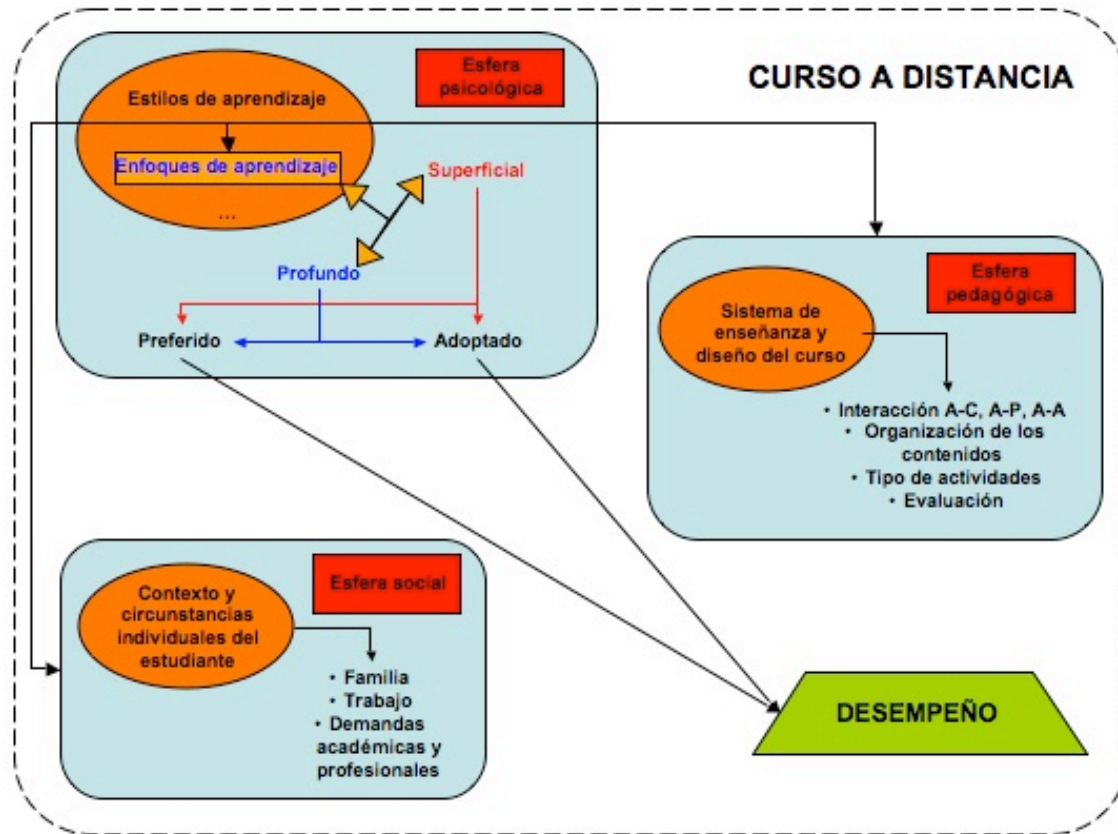 CURSO A DISTANCIA
Esfera
psicológica
Estilos de aprendizaje
Enfoques de aprendizaje
...
Superficial
Profundo
Preferido
Adoptado
Esfera
pedagógica
Sistema de
enseñanza y
diseño del curso
• Interacción A-C, A-P, A-A
• Organización de los
contenidos
• Tipo de actividades
• Evaluación
Esfera social
Contexto y
circunstancias
individuales del
estudiante
• Familia
• Trabajo
• Demandas
académicas y
profesionales
DESEMPEÑO